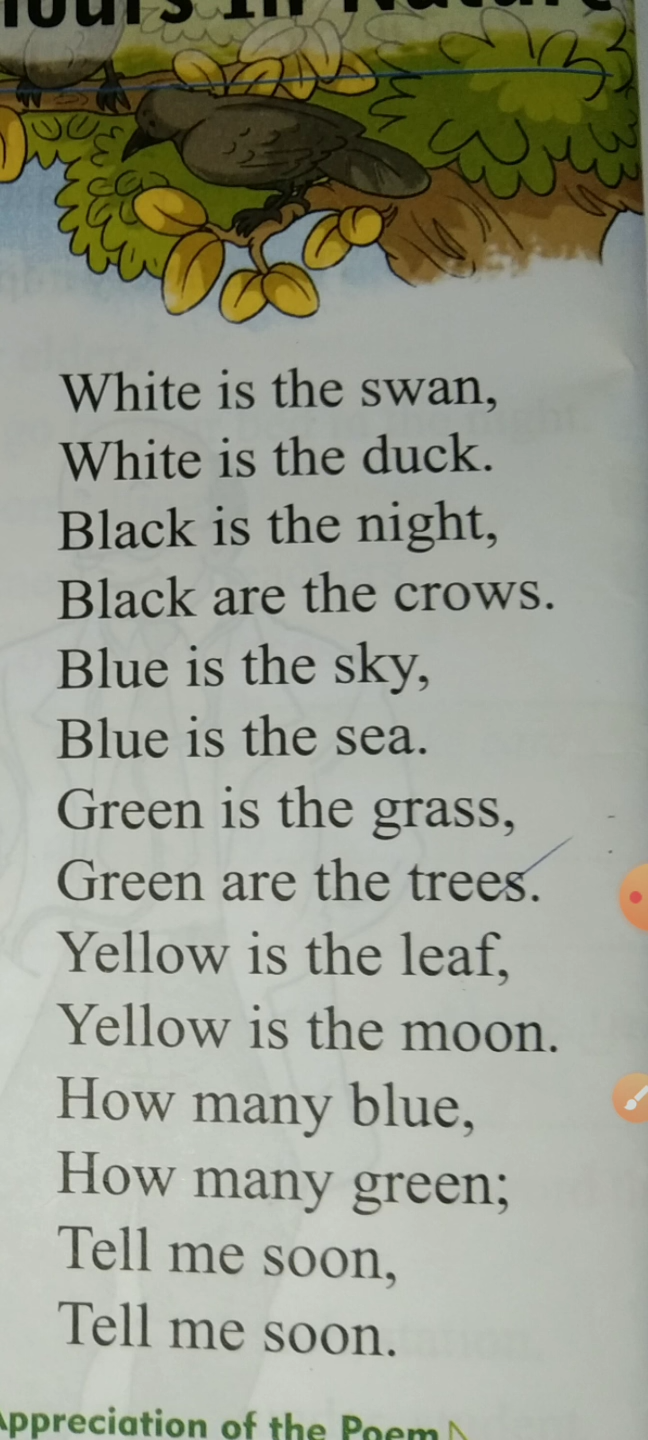 in Nature
White is the swan,
White is the duck.
Black is the night,
Black are the crows.
Blue is the sky,
Blue is the sea.
Green is the grass,
Green are the trees.
Yellow is the leaf,
Yellow is the moon.
How many blue,
How many green;
Tell me soon,
Tell me soon.
Appreciation of the Poem